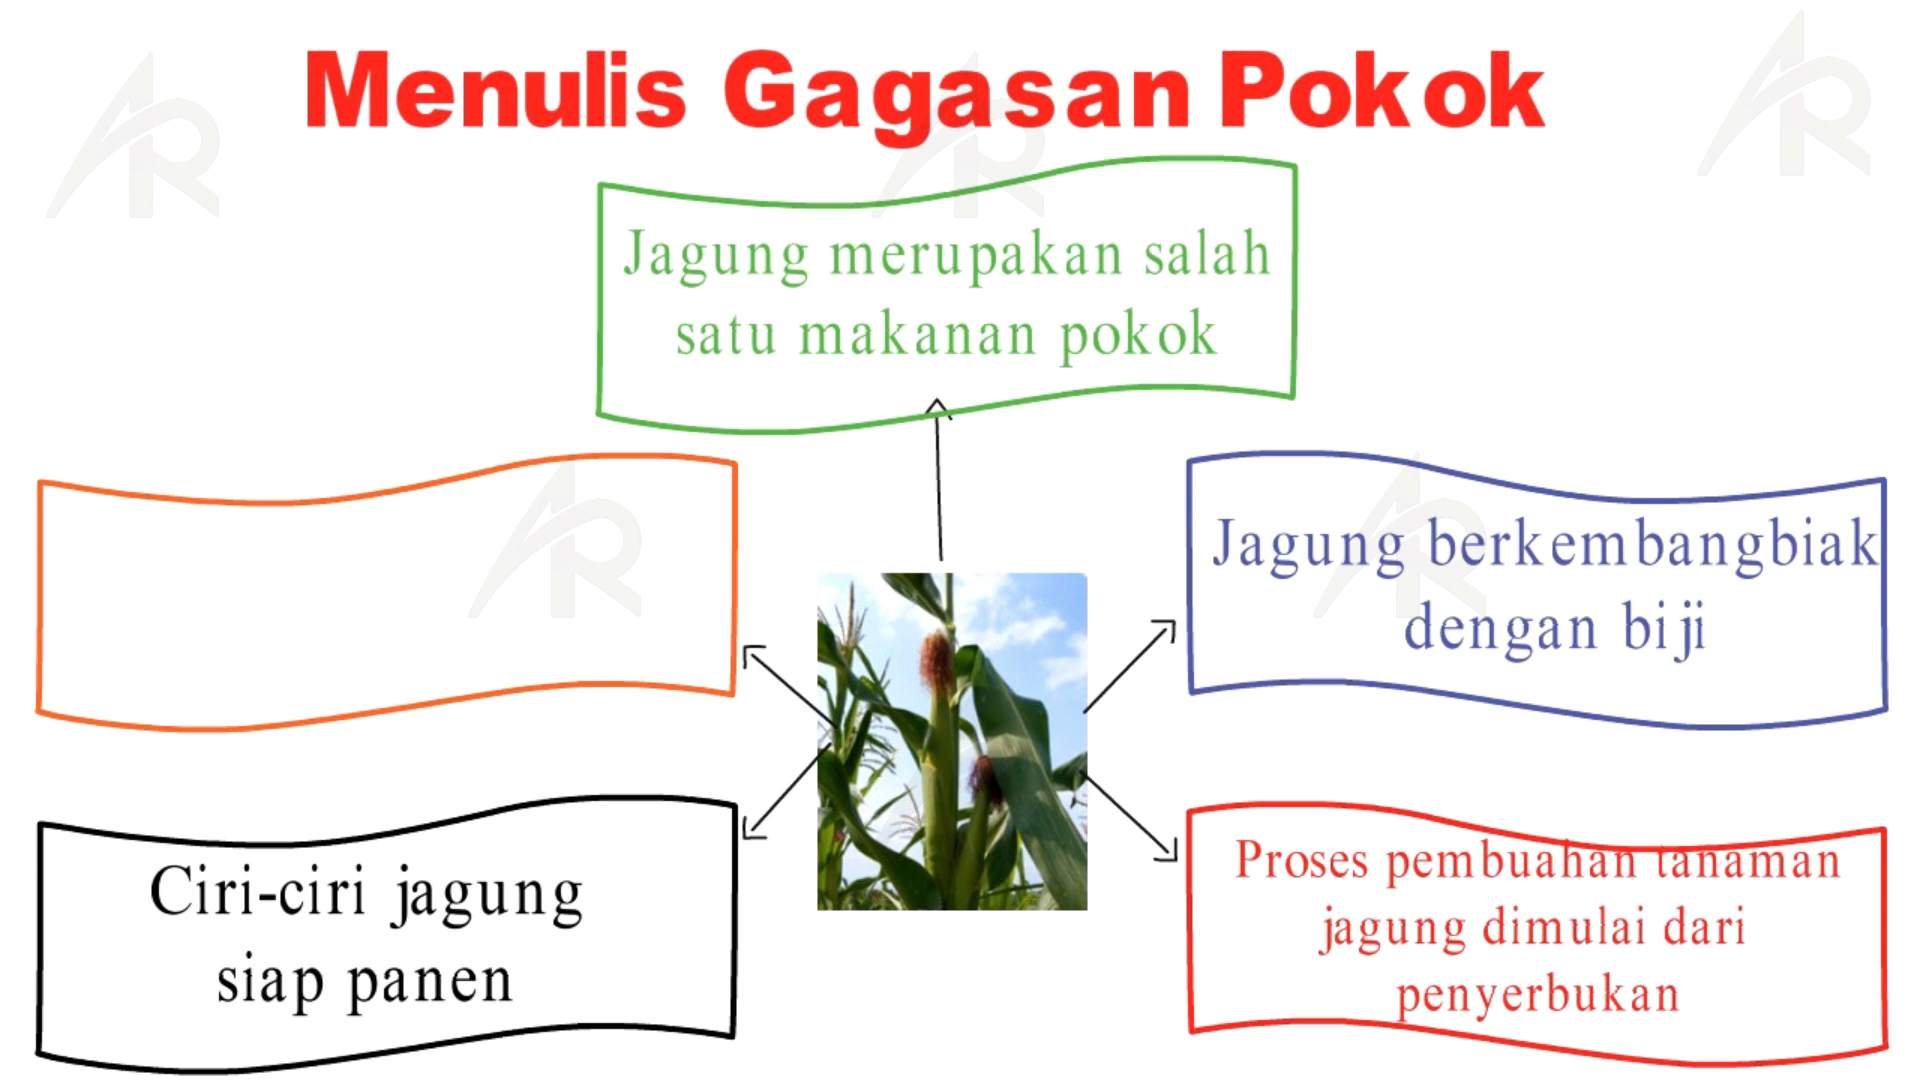 Menulis Gagasan Pokok
Jagung merupakan salah
satu makanan pokok
Jagung berkembangbiak
dengan biji
Ciri-ciri jagung
siap panen
Proses pembuahan tanaman
jagung dimulai dari
penyerbukan